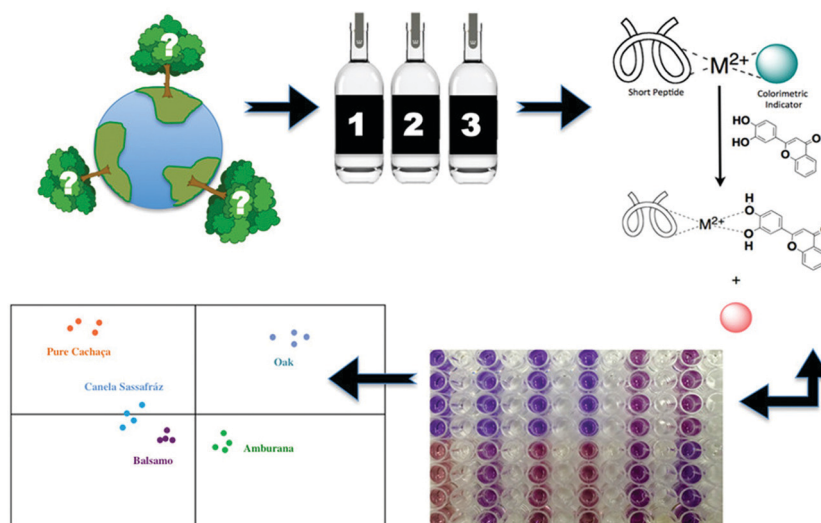 ?
?
?
1 2 3
M2+
Short Peptide
Colorimetric
Indicator
HO
HO
O
O
H
O
M2+
O
H
O
+
Pure Cachaça
Oak
Canela Sassafráz
Balsamo
Amburana